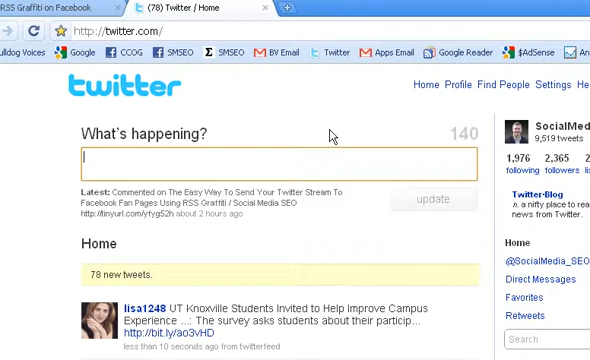 RSS Graffiti on Facebook
(78) Twitter / Home
http://twitter.com/
ulldog Voices Google CCOG SMSEO SMSEO BV Email Twitter Apps Email Google Reader $AdSense An
twitter
Home Profile Find People Settings He
What's happening? 140
SocialMed
9,519 tweets
1,976 2,365
following followers lis
Latest: Commented on The Easy Way To Send Your Twitter Stream To
Facebook Fan Pages Using RSS Graffiti / Social Media SEO
http://tinyurl.com/yfyg52h about 2 hours ago
update
Twitter·Blog
n. a nifty place to rea
news from Twitter.
Home
78 new tweets.
Home
@SocialMedia_SEO
Direct Messages
Favorites
Retweets
Search
lisa1248 UT Knoxville Students Invited to Help Improve Campus
Experience ...: The survey asks students about their particip...
http://bit.ly/ao3vHD
less than 10 seconds ago from twitterfeed